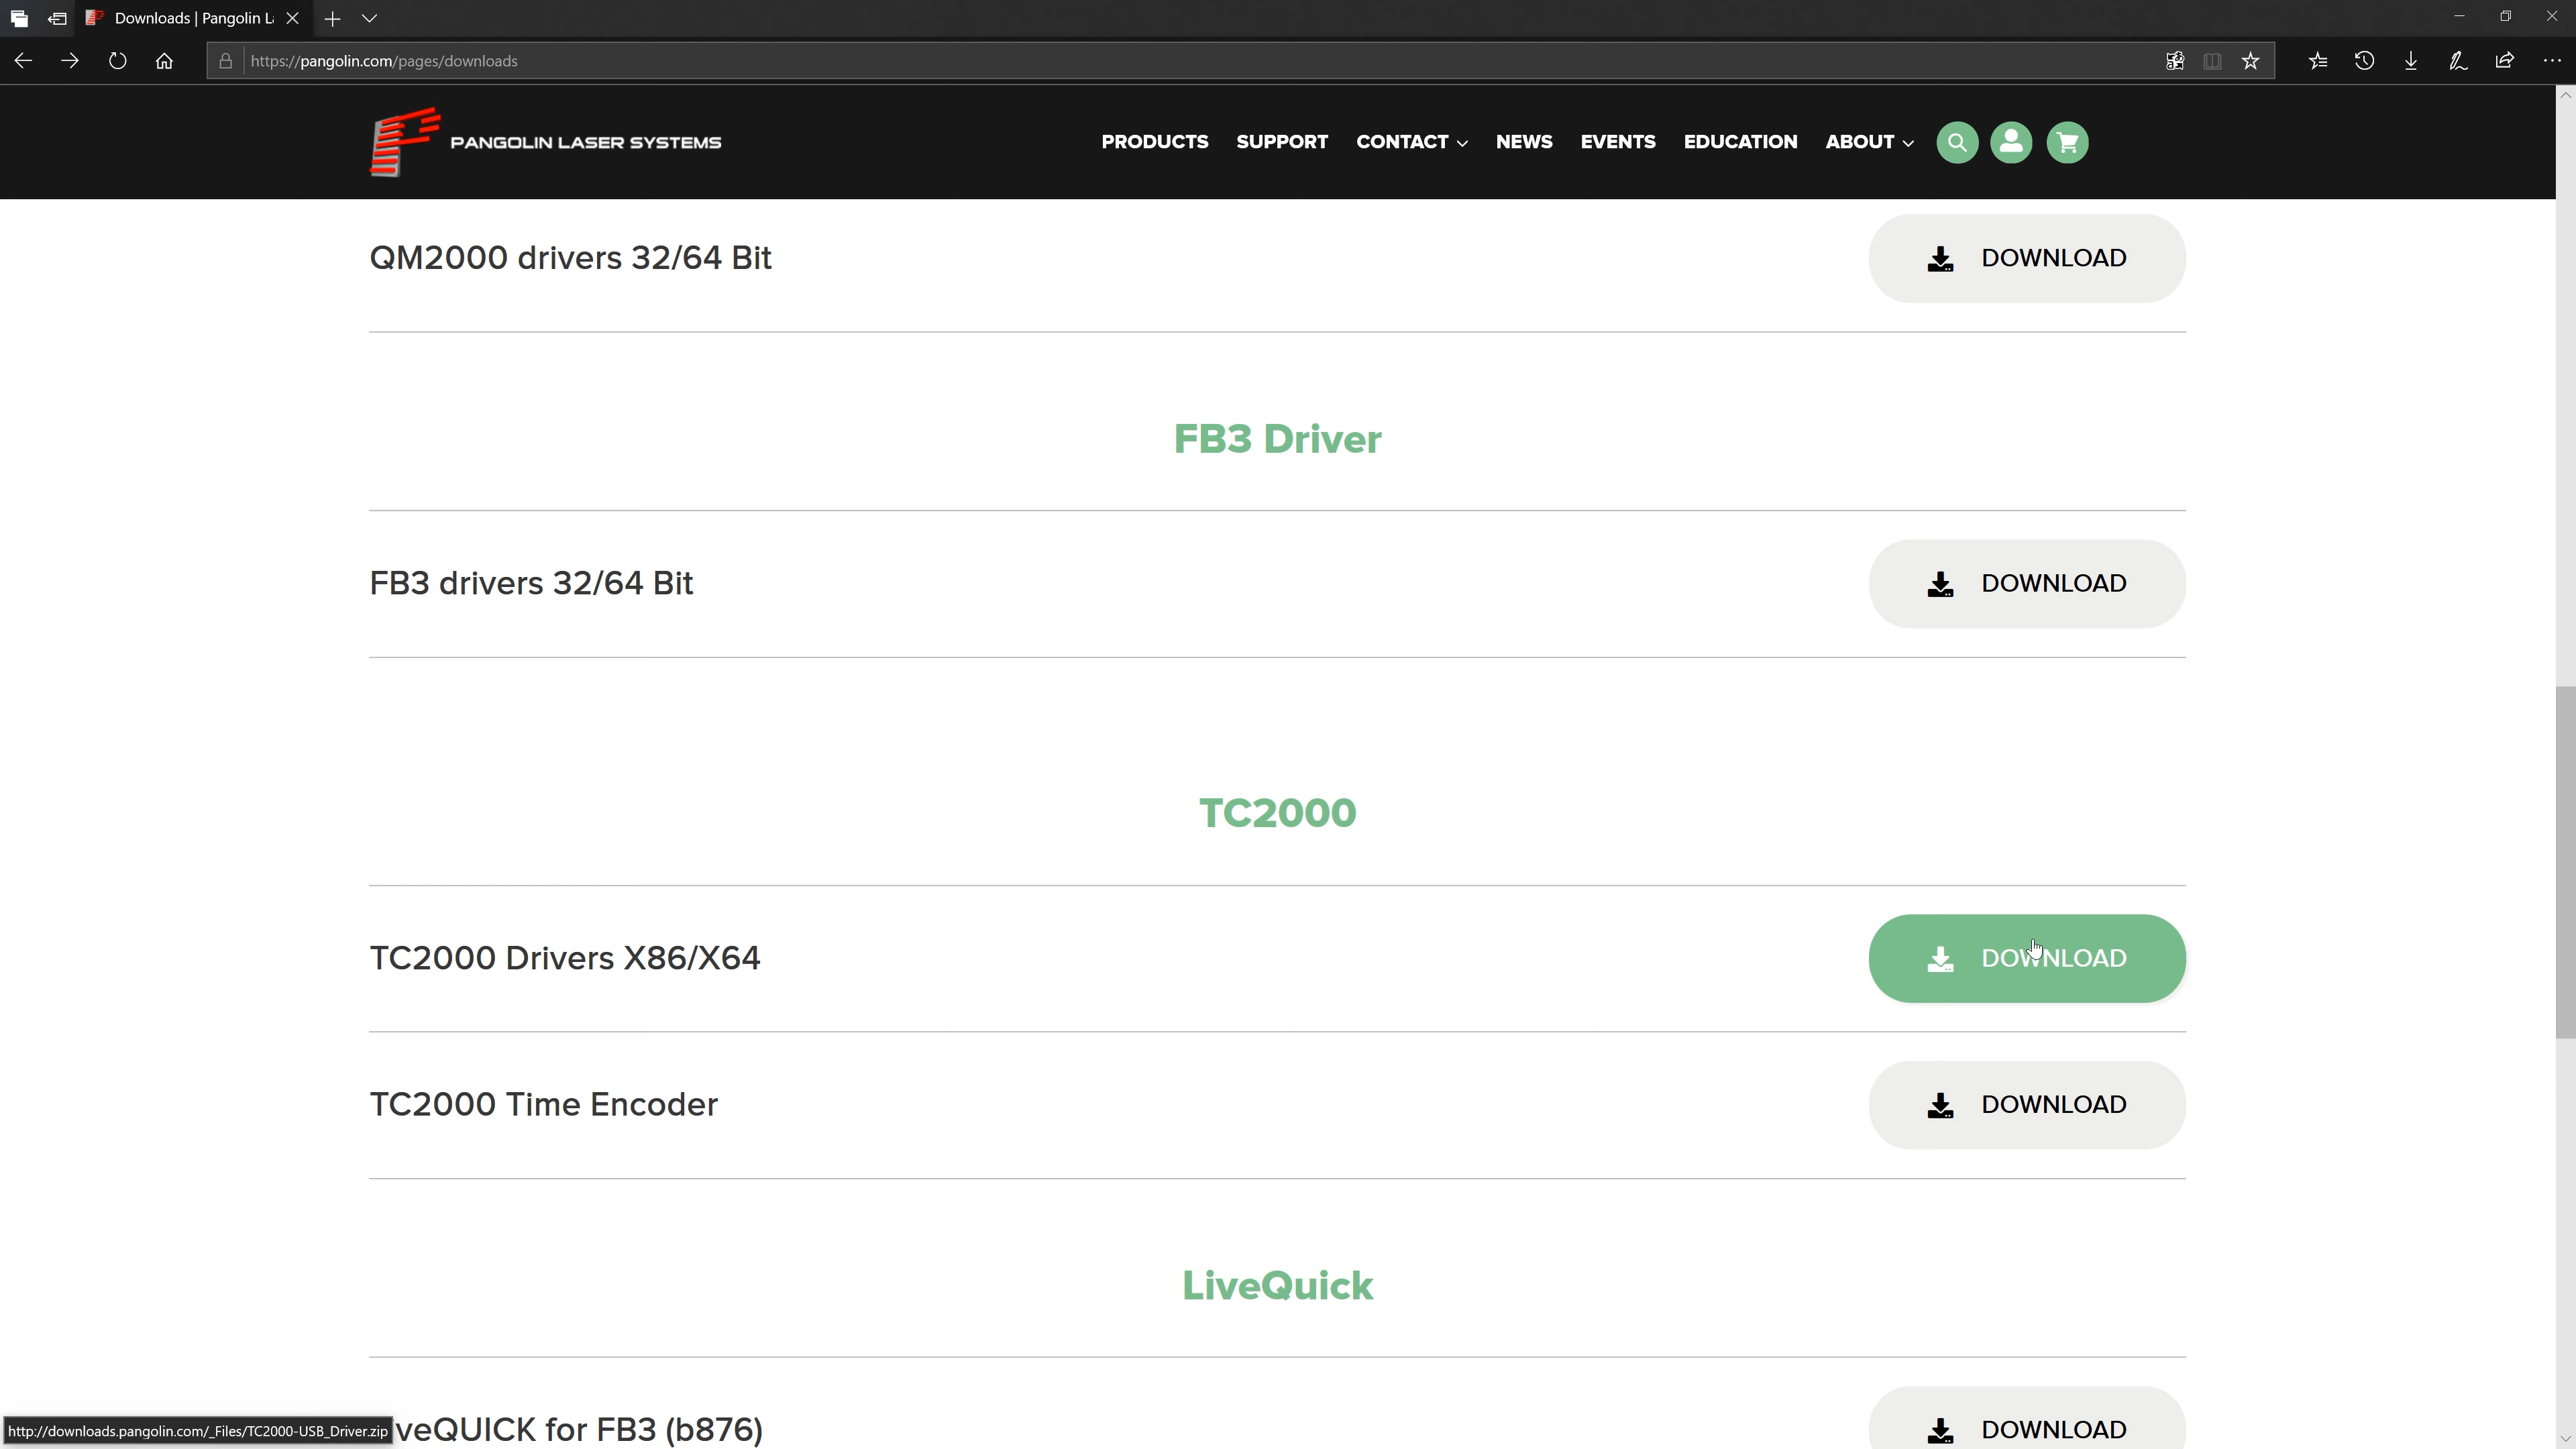 Downloads | Pangolin La
https://pangolin.com/pages/downloads
PANGOLIN LASER SYSTEMS
PRODUCTS SUPPORT CONTACT NEWS EVENTS EDUCATION ABOUT
QM2000 drivers 32/64 Bit DOWNLOAD
FB3 Driver
FB3 drivers 32/64 Bit DOWNLOAD
TC2000
TC2000 Drivers X86/X64 DOWNLOAD
TC2000 Time Encoder DOWNLOAD
LiveQuick
iveQUICK for FB3 (b876) DOWNLOAD
http://downloads.pangolin.com/_Files/TC2000-USB_Driver.zip